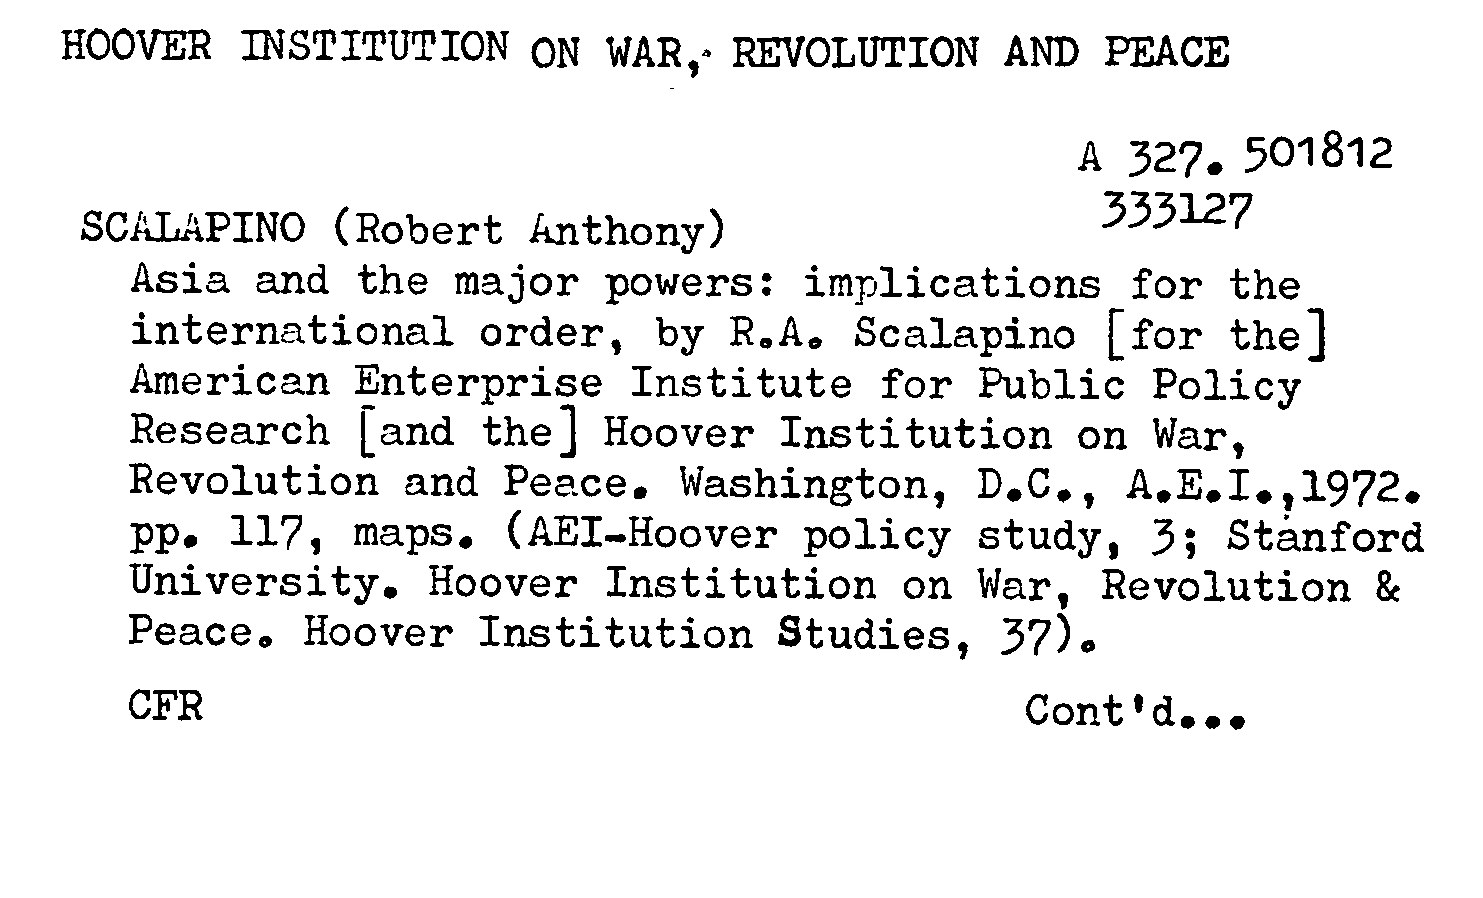 HOOVER INSTITUTION ON WAR, REVOLUTION AND PEACE
A 327. 501812
333127
SCALAPINO (Robert Anthony)
Asia and the major powers: implications for the
international order, by R.A. Scalapino [for the]
American Enterprise Institute for Public Policy
Research [and the] Hoover Institution on War,
Revolution and Peace. Washington, D.C., A.E.I.,1972.
pp. 117, maps. (AEI-Hoover policy study, 3; Stanford
University. Hoover Institution on War, Revolution &
Peace. Hoover Institution Studies, 37).
CFR Cont'd...